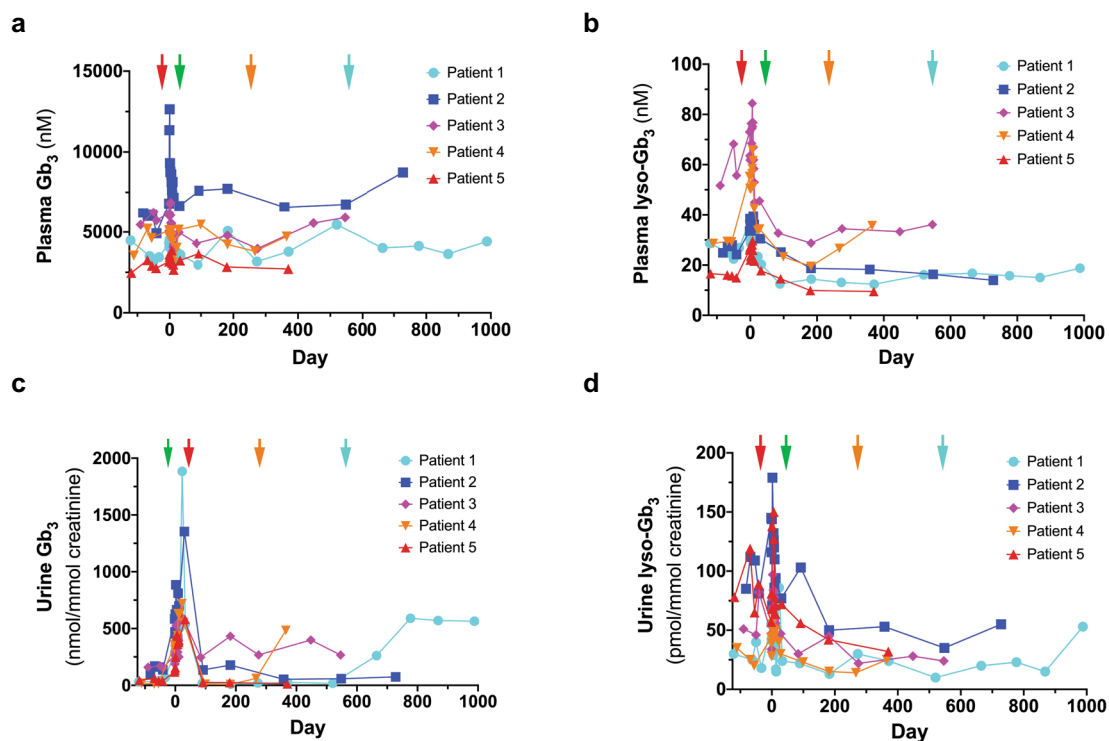 a
Plasma Gb3 (nM)
15000
10000
5000
0
0 200 400 600 800 1000
Day
Patient 1
Patient 2
Patient 3
Patient 4
Patient 5
b
Plasma lyso-Gb3 (nM)
100
80
60
40
20
0
0 200 400 600 800 1000
Day
Patient 1
Patient 2
Patient 3
Patient 4
Patient 5
c
Urine Gb3
(nmol/mmol creatinine)
2000
1500
1000
500
0
0 200 400 600 800 1000
Day
Patient 1
Patient 2
Patient 3
Patient 4
Patient 5
d
Urine lyso-Gb3
(pmol/mmol creatinine)
200
150
100
50
0
0 200 400 600 800 1000
Day
Patient 1
Patient 2
Patient 3
Patient 4
Patient 5